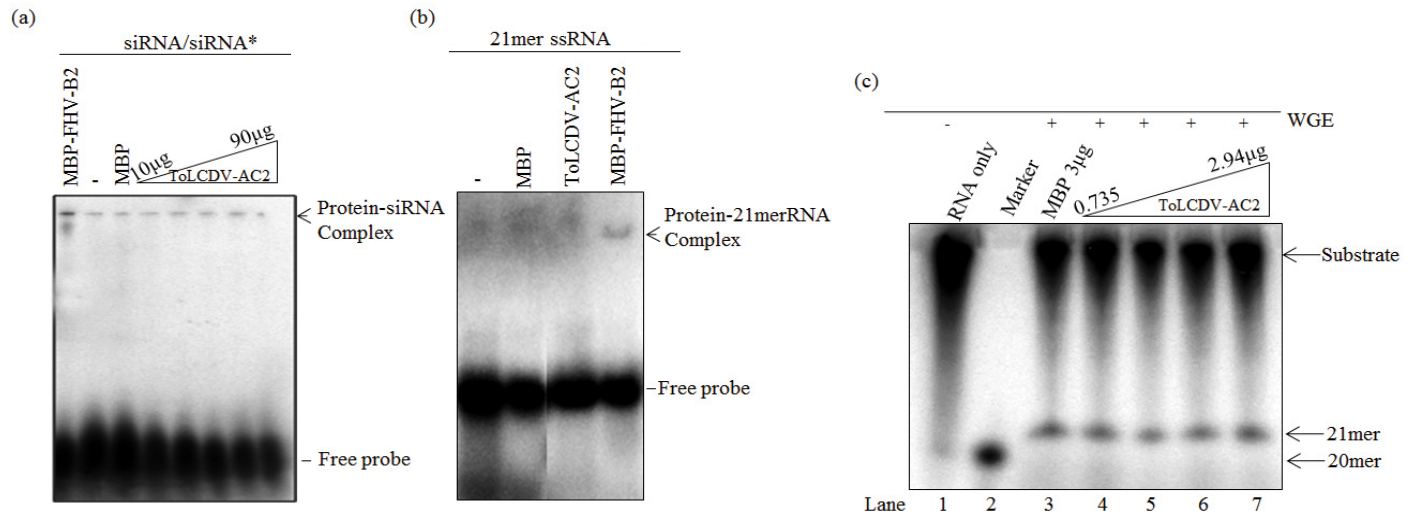 (a)
siRNA/siRNA*
MBP-FHV-B2
-
MBP
10µg
90µg
ToLCDV-AC2
Protein-siRNA
Complex
Free probe
(b)
21mer ssRNA
-
MBP
ToLCDV-AC2
MBP-FHV-B2
Protein-21merRNA
Complex
Free probe
(c)
- + + + + + WGE
RNA only
Marker
MBP 3µg
0.735
2.94µg
ToLCDV-AC2
Substrate
21mer
20mer
Lane 1 2 3 4 5 6 7